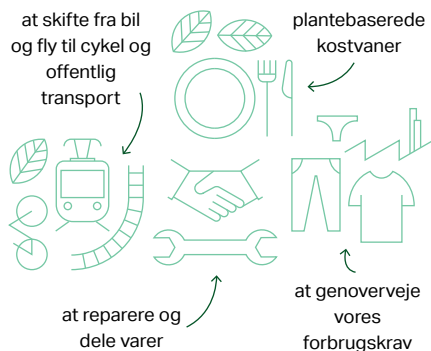 at skifte fra bil
og fly til cykel og
offentlig
transport
plantebaserede
kostvaner
at reparere og
dele varer
at genoverveje
vores
forbrugskrav